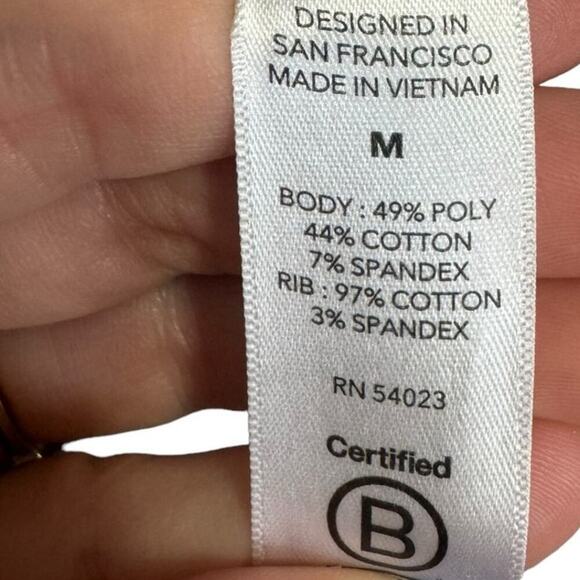 DESIGNED IN
SAN FRANCISCO
MADE IN VIETNAM
M
BODY : 49% POLY
44% COTTON
7% SPANDEX
RIB : 97% COTTON
3% SPANDEX
RN 54023
Certified
B